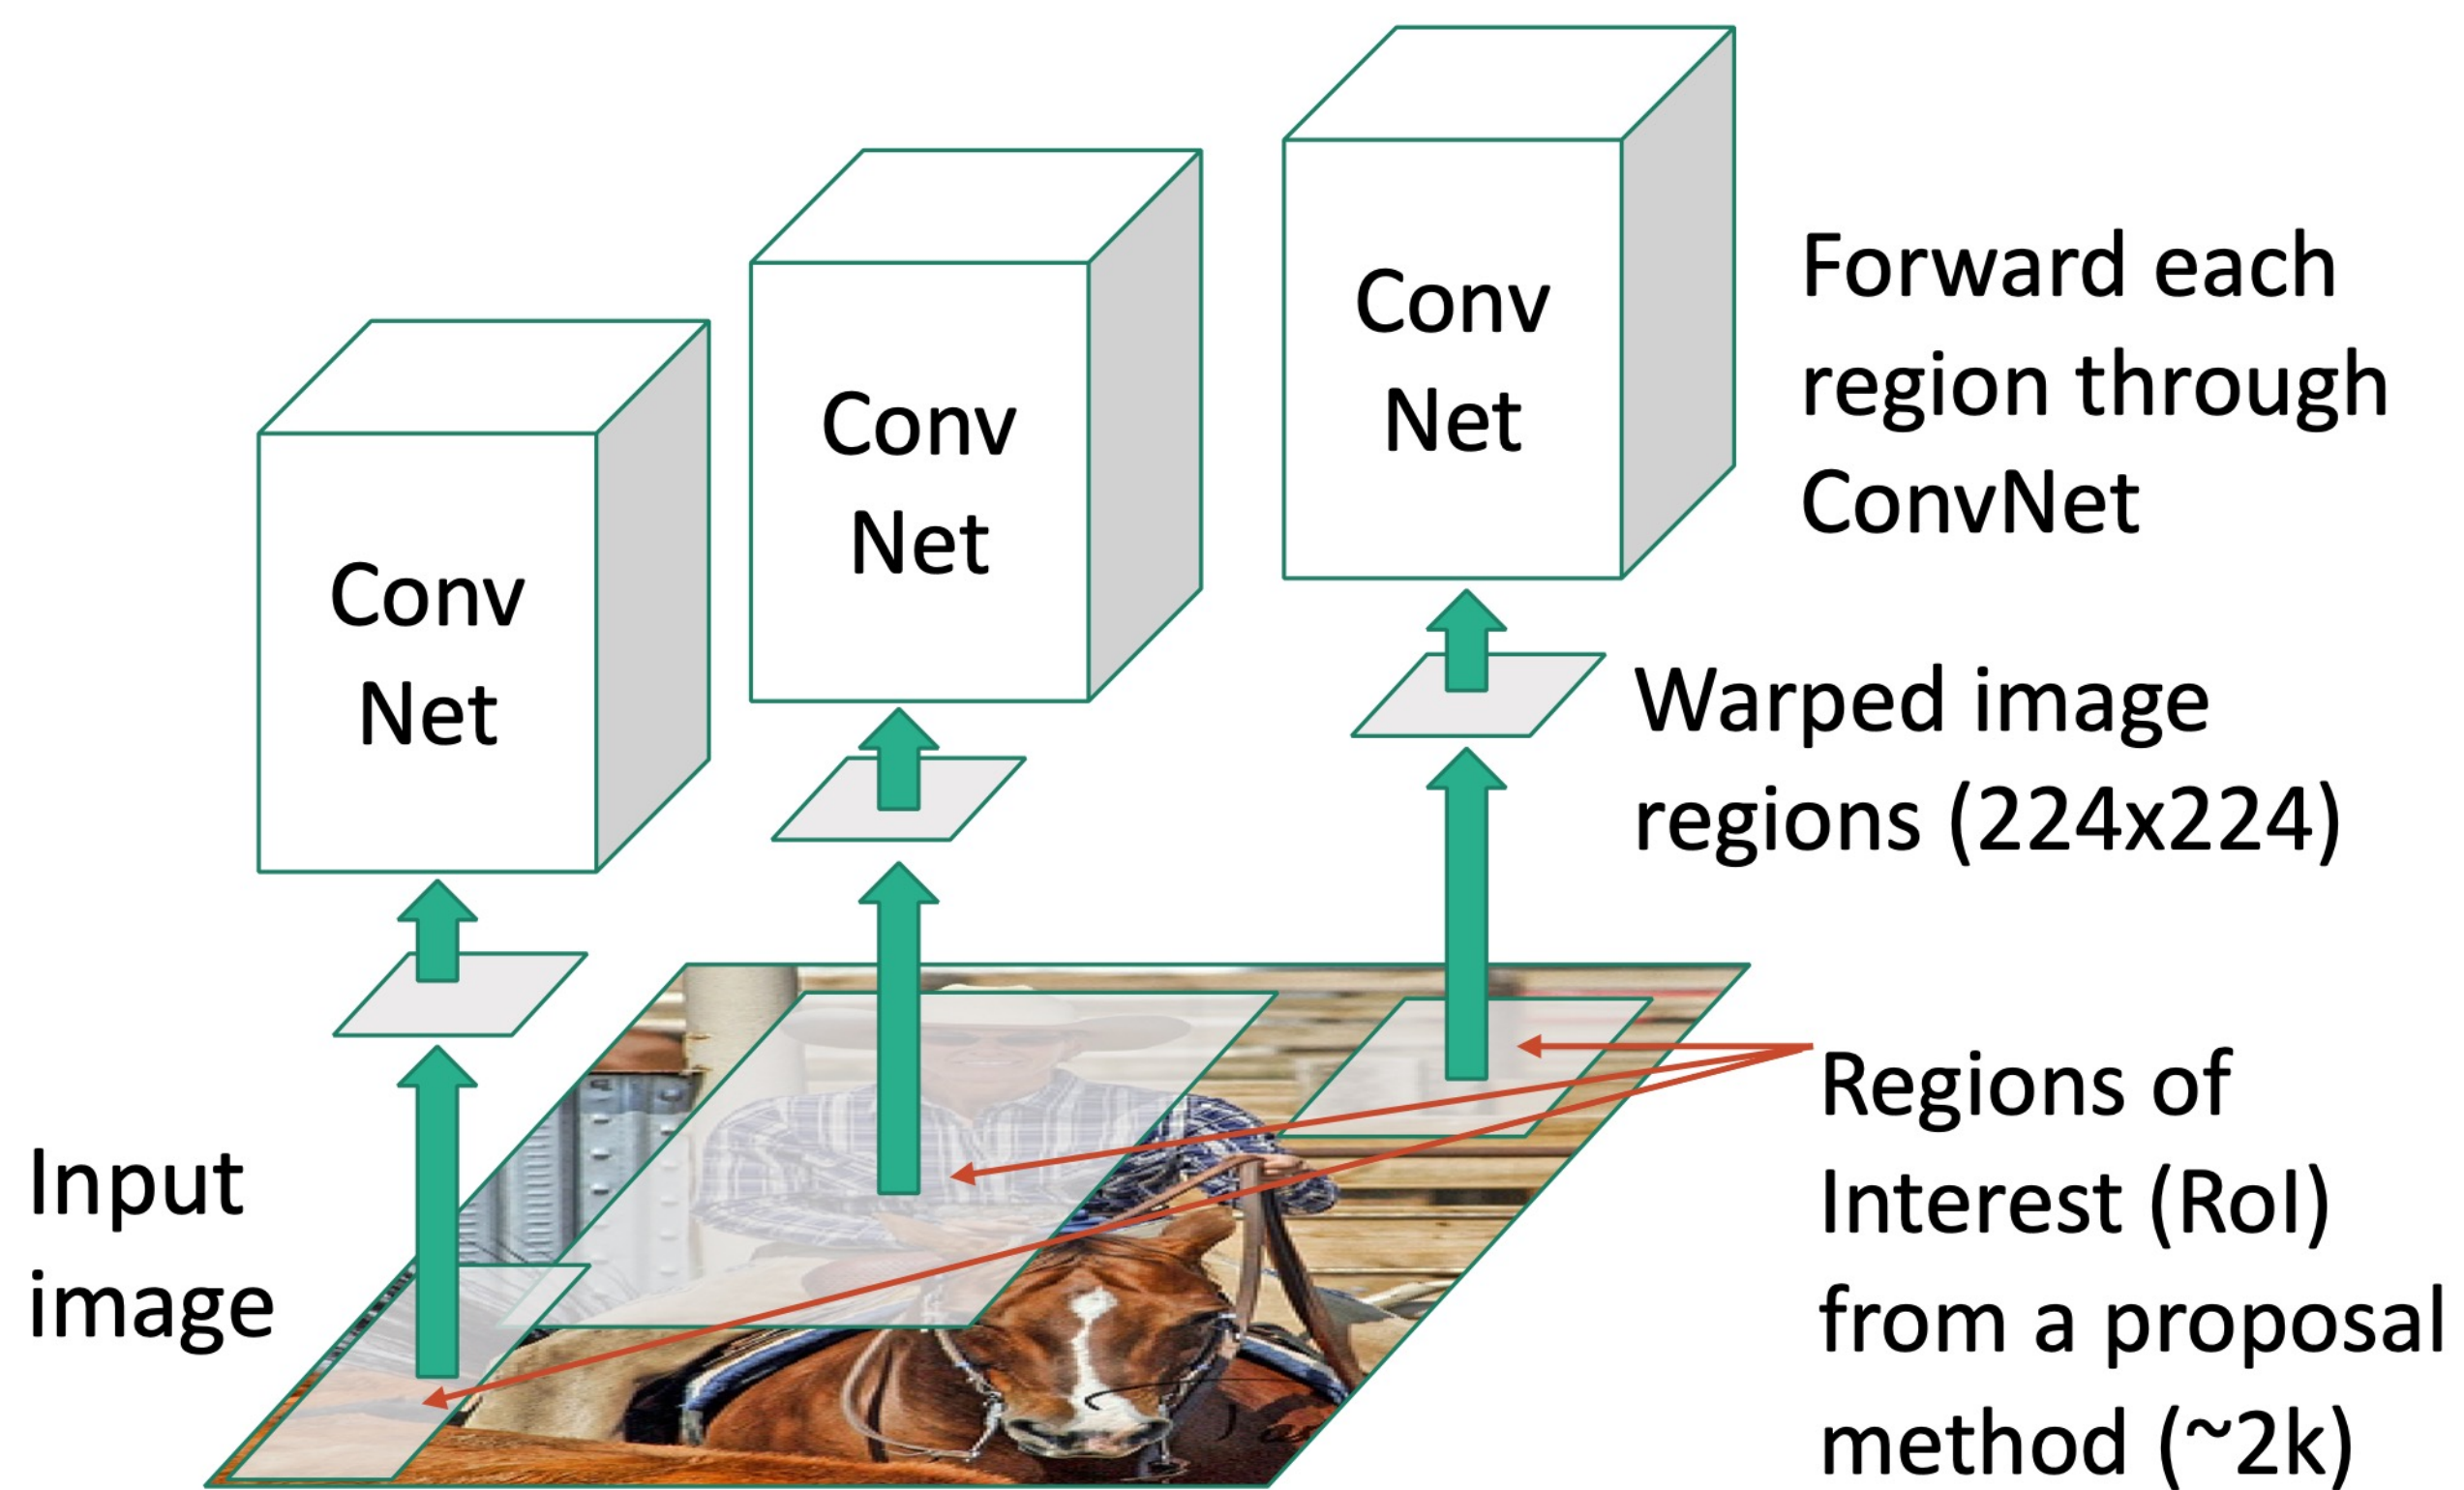 Conv
Net
Conv
Net
Conv
Net
Forward each
region through
ConvNet
Warped image
regions (224x224)
Input
image
Regions of
Interest (RoI)
from a proposal
method (~2k)